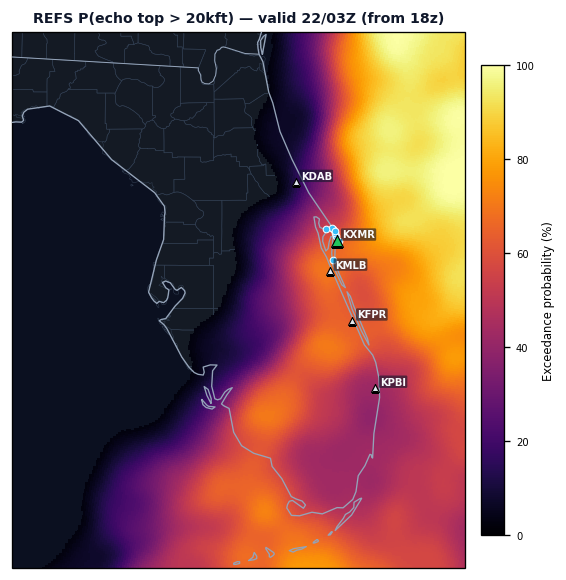 REFS P(echo top > 20kft) — valid 22/03Z (from 18z)
KDAB
KXMR
KMLB
KFPR
KPBI
100
80
60
40
20
0
Exceedance probability (%)